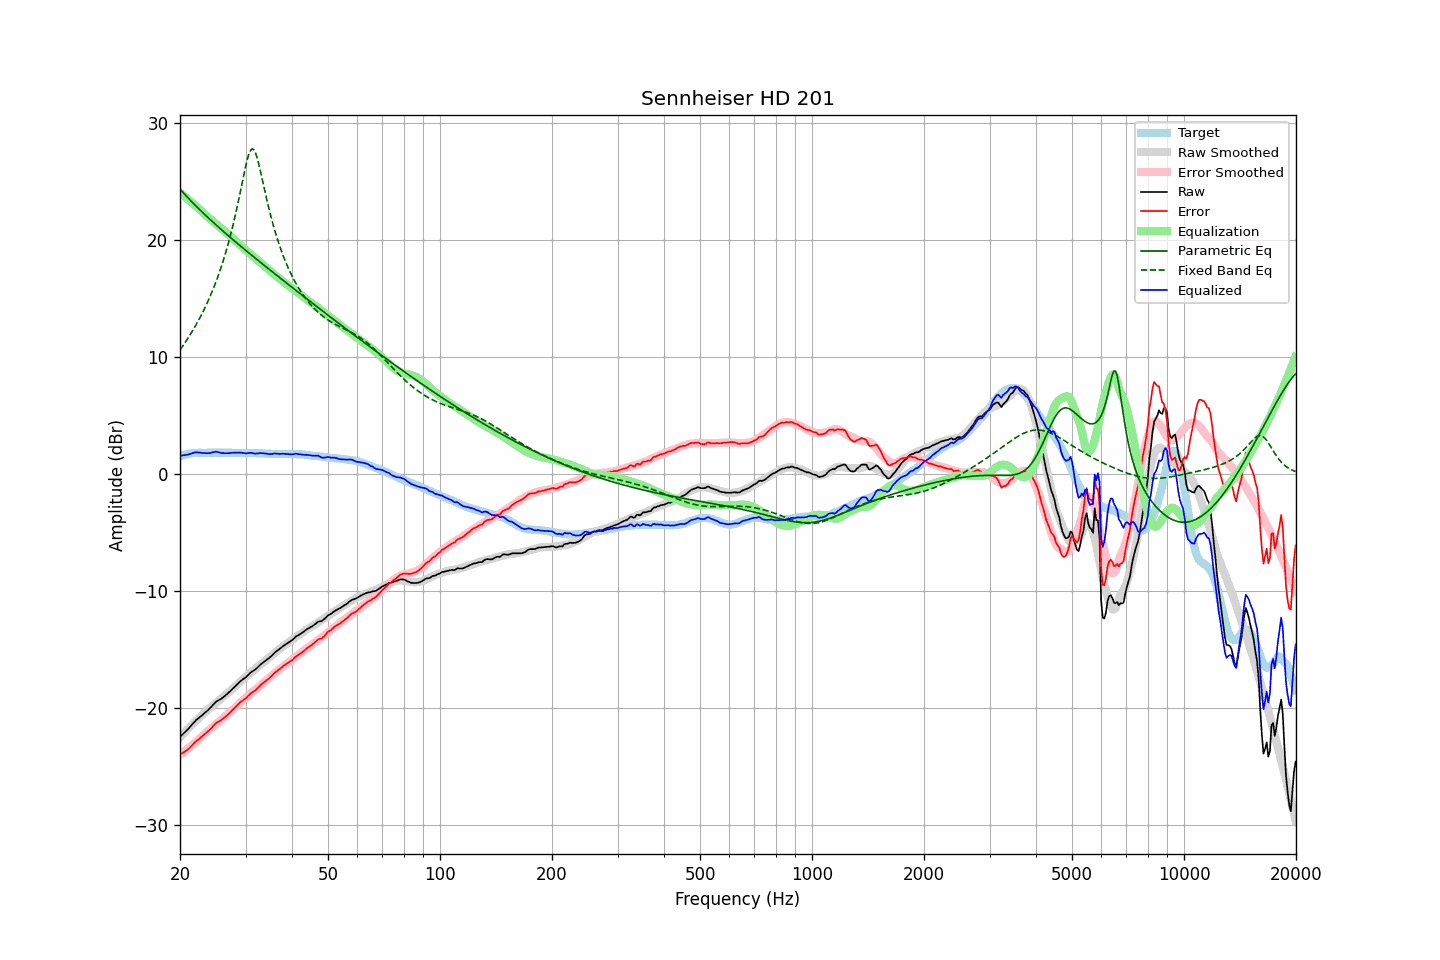 Sennheiser HD 201
30
20
10
0
−10
−20
−30
Amplitude (dBr)
20
50
100
200
500
1000
2000
5000
10000
20000
Frequency (Hz)
Target
Raw Smoothed
Error Smoothed
Raw
Error
Equalization
Parametric Eq
Fixed Band Eq
Equalized